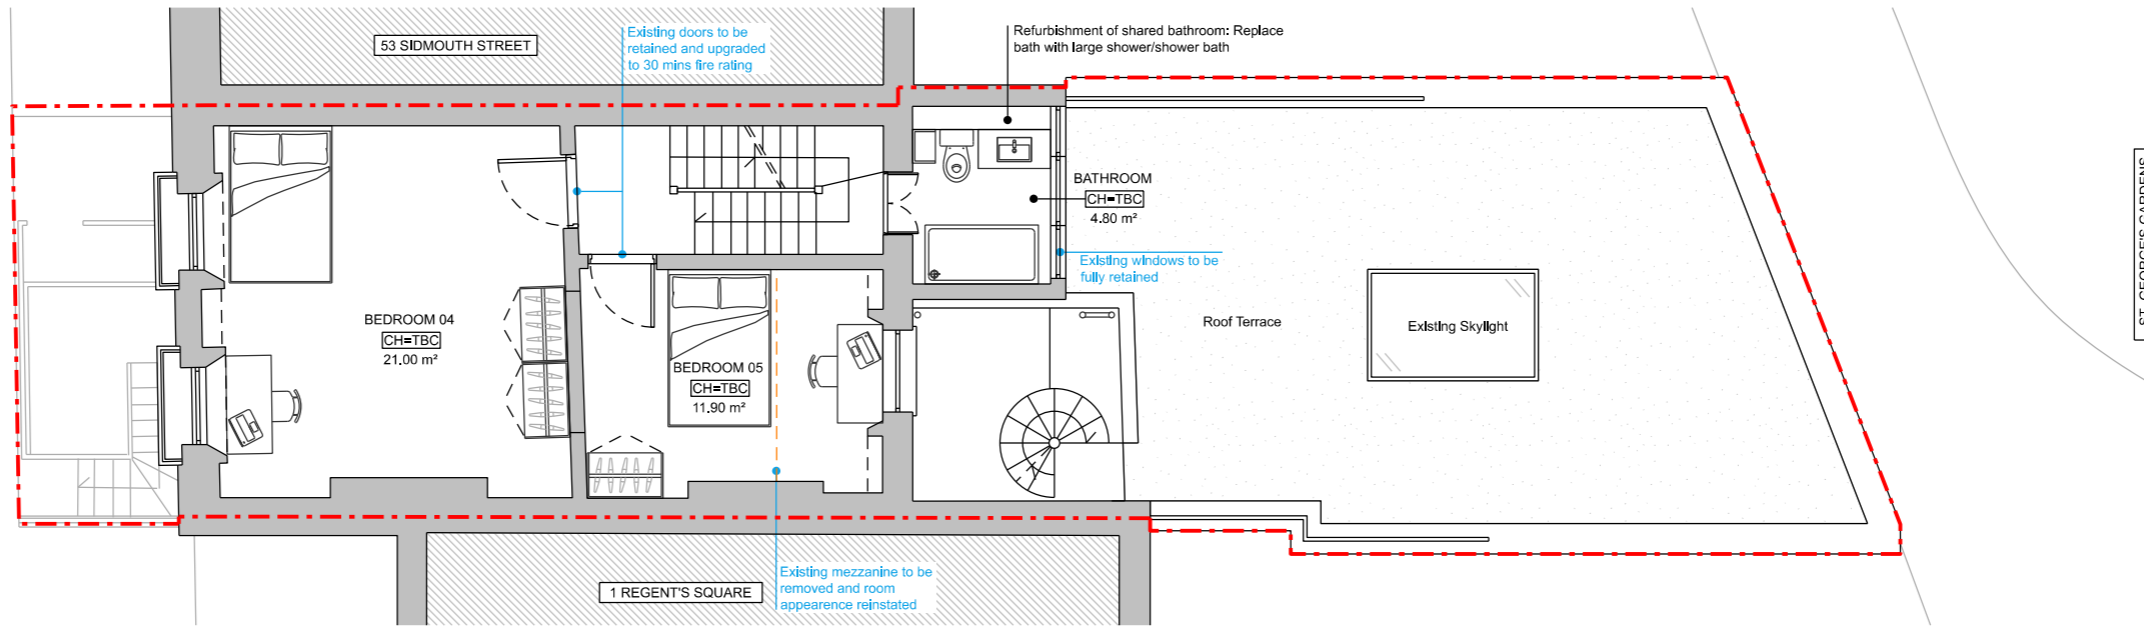 53 SIDMOUTH STREET
Existing doors to be
retained and upgraded
to 30 mins fire rating
Refurbishment of shared bathroom: Replace
bath with large shower/shower bath
BATHROOM
CH=TBC
4.80 m²
Existing windows to be
fully retained
BEDROOM 04
CH=TBC
21.00 m²
BEDROOM 05
CH=TBC
11.90 m²
Roof Terrace
Existing Skylight
ST. GEORGE'S GARDENS
1 REGENT'S SQUARE
Existing mezzanine to be
removed and room
appearence reinstated